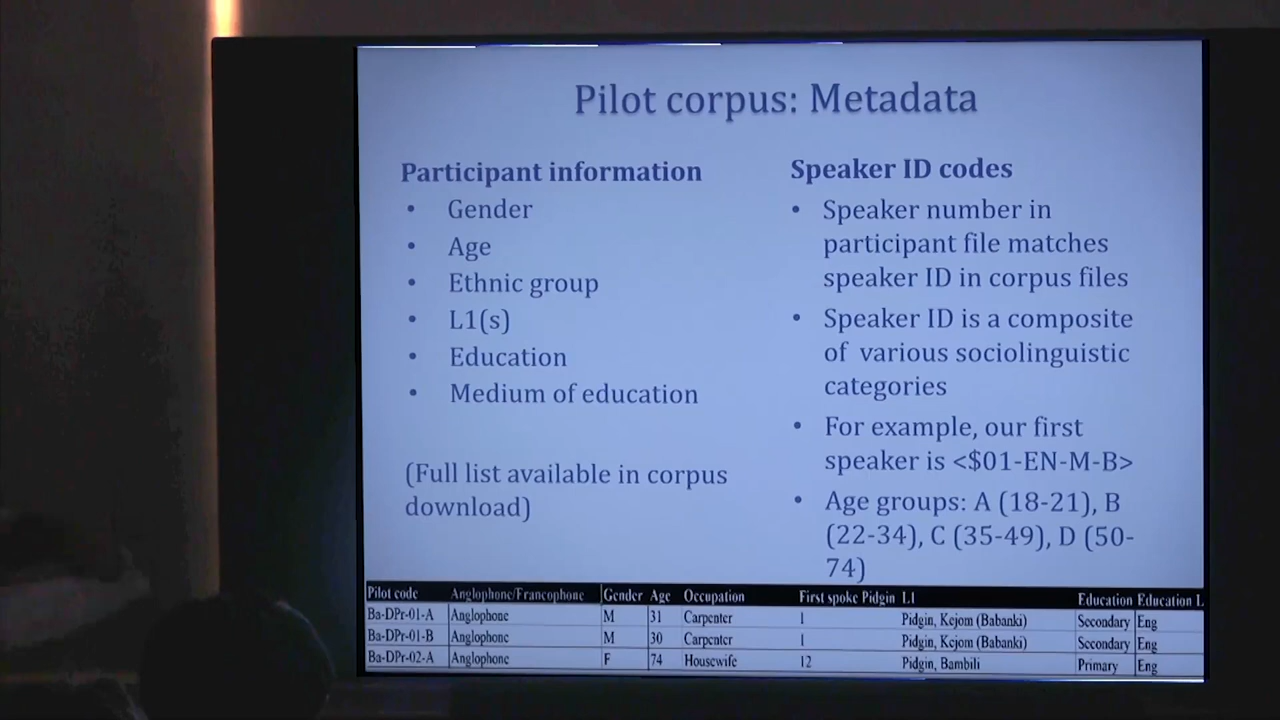 Pilot corpus: Metadata
Participant information
• Gender
• Age
• Ethnic group
• L1(s)
• Education
• Medium of education
(Full list available in corpus
download)
Speaker ID codes
• Speaker number in
participant file matches
speaker ID in corpus files
• Speaker ID is a composite
of various sociolinguistic
categories
• For example, our first
speaker is <$01-EN-M-B>
• Age groups: A (18-21), B
(22-34), C (35-49), D (50-
74)
Pilot code Anglophone/Francophone Gender Age Occupation First spoke Pidgin L1 Education Education L
Ba-DPr-01-A Anglophone M 31 Carpenter 1 Pidgin, Kejom (Babanki) Secondary Eng
Ba-DPr-01-B Anglophone M 30 Carpenter 1 Pidgin, Kejom (Babanki) Secondary Eng
Ba-DPr-02-A Anglophone F 74 Housewife 12 Pidgin, Bambili Primary Eng